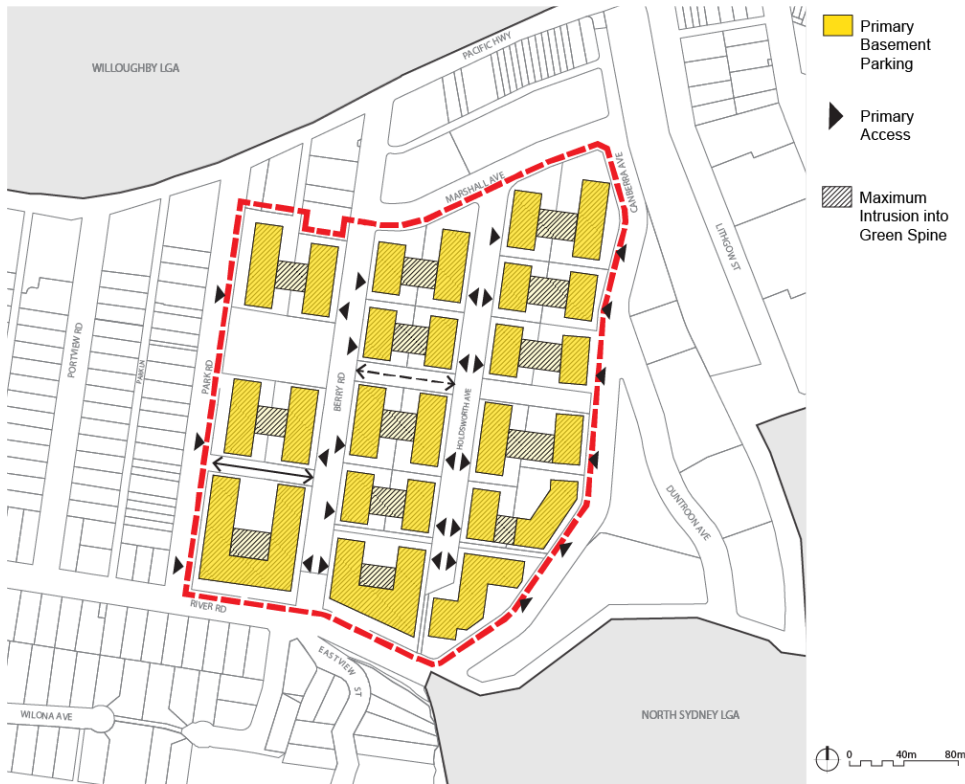 WILLOUGHBY LGA
PACIFIC HWY
Primary
Basement
Parking
Primary
Access
Maximum
Intrusion into
Green Spine
MARSHALL AVE
CANBERRA AVE
LITHGOW ST
PORTVIEW RD
PARK LN
PARK RD
BERRY RD
HOLDSWORTH AVE
DUNTROON AVE
RIVER RD
EASTVIEW ST
WILONA AVE
NORTH SYDNEY LGA
0 40m 80m